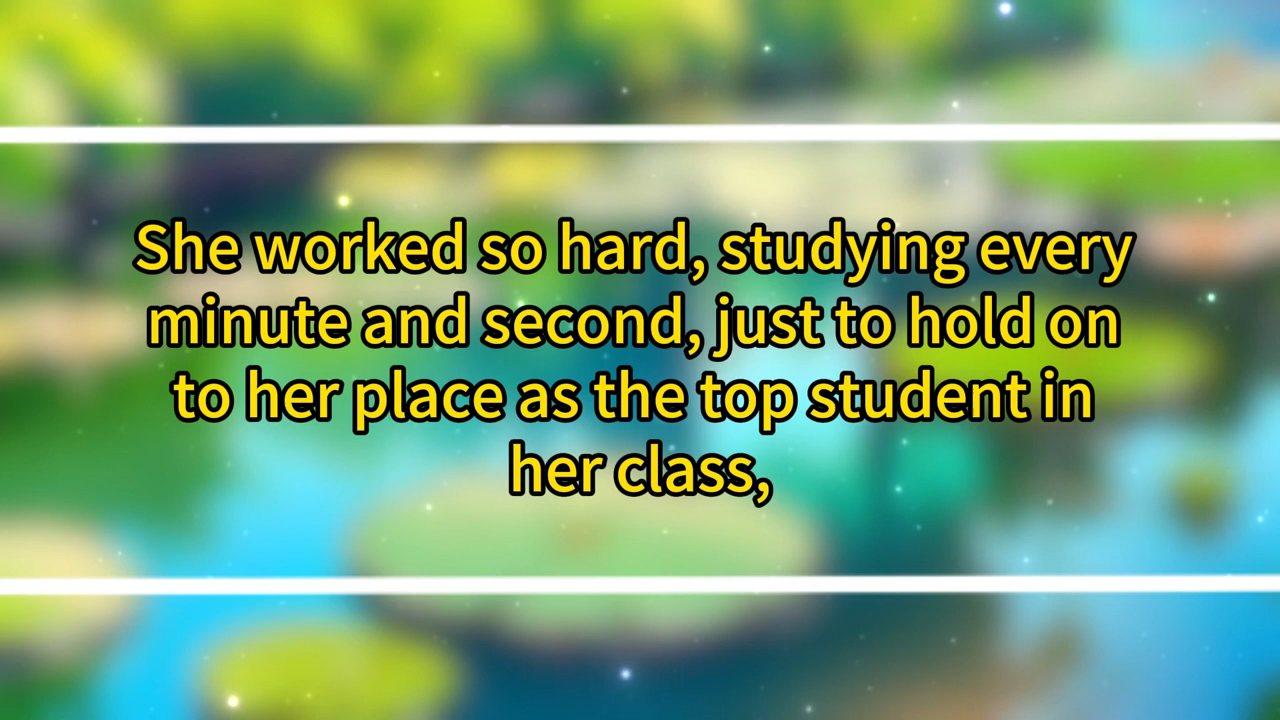 She worked so hard, studying every
minute and second, just to hold on
to her place as the top student in
her class,